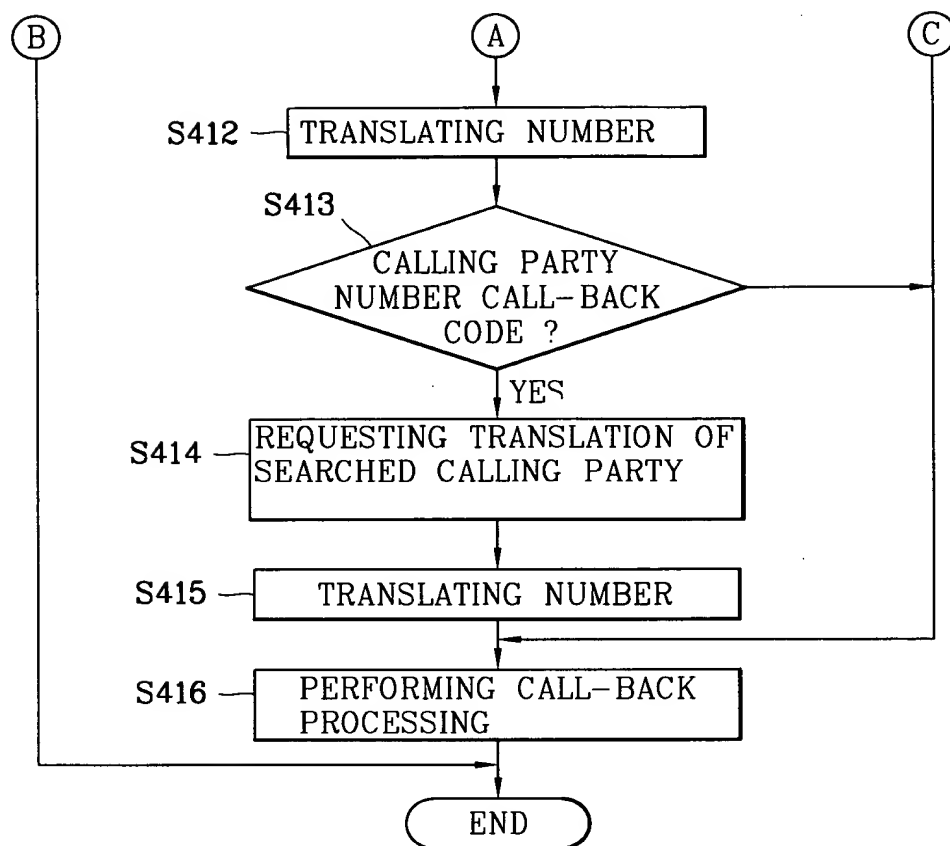 B
A
C
S412
TRANSLATING NUMBER
S413
CALLING PARTY
NUMBER CALL-BACK
CODE ?
YES
S414
REQUESTING TRANSLATION OF
SEARCHED CALLING PARTY
S415
TRANSLATING NUMBER
S416
PERFORMING CALL-BACK
PROCESSING
END